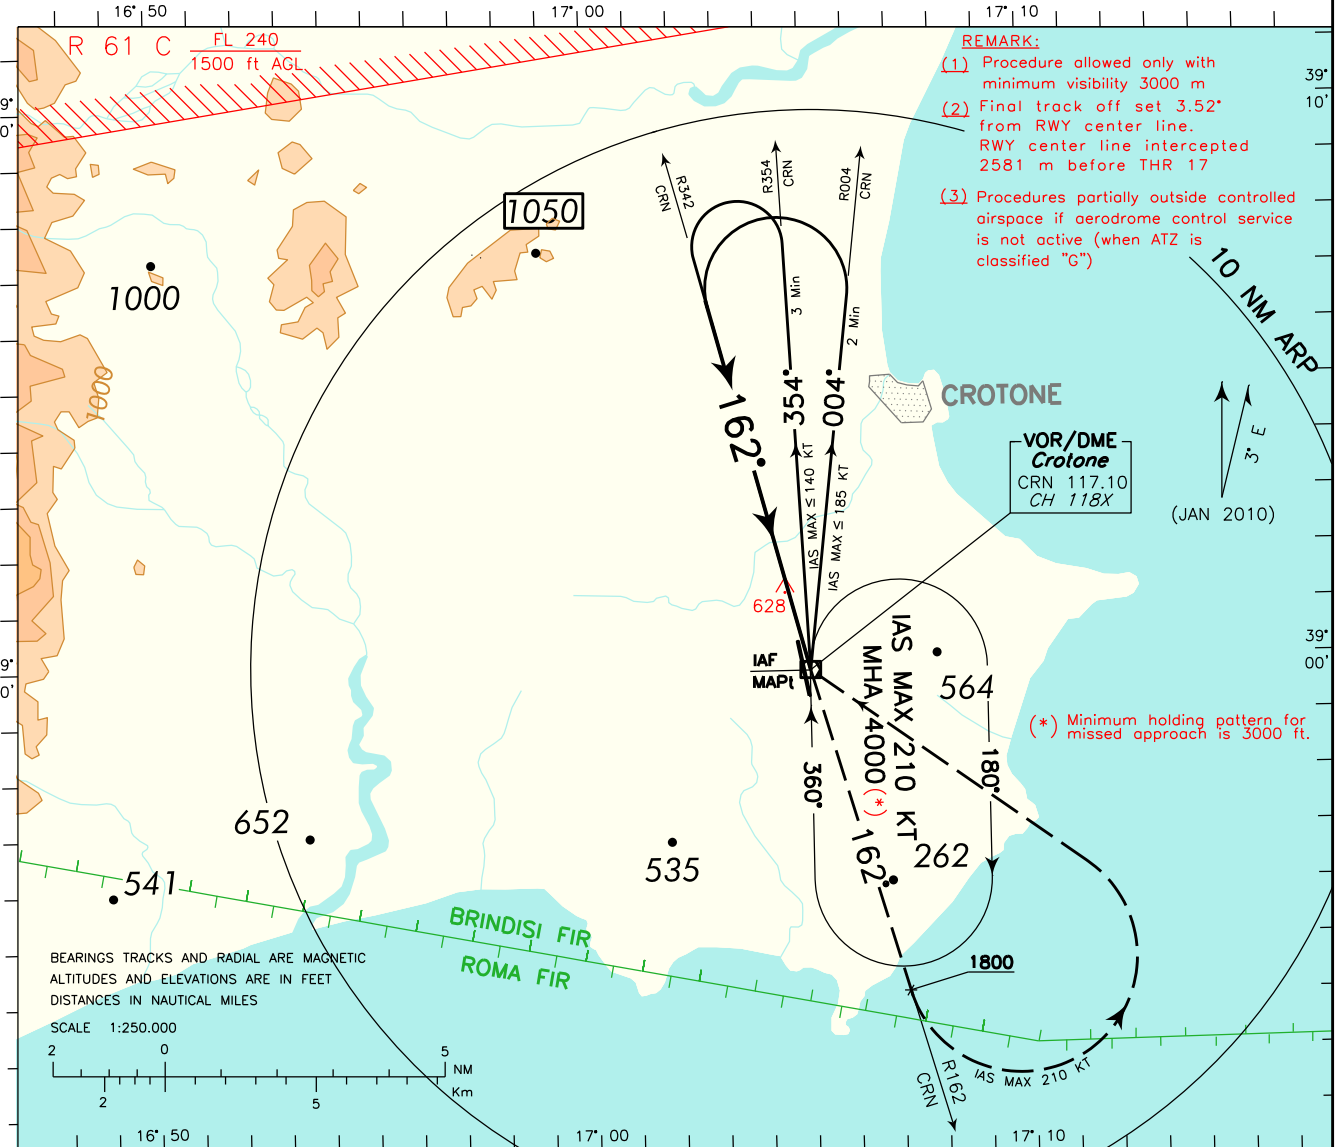 16° 50
17° 00
17° 10
R 61 C
FL 240
1500 ft AGL
REMARK:
(1) Procedure allowed only with
minimum visibility 3000 m
(2) Final track off set 3.52°
from RWY center line.
RWY center line intercepted
2581 m before THR 17
(3) Procedures partially outside controlled
airspace if aerodrome control service
is not active (when ATZ is
classified "G")
39°
10'
9°
0'
10 NM ARP
R342
CRN
R354
CRN
R004
CRN
1050
1000
1000
3 Min
2 Min
162°
354°
004°
IAS MAX ≤ 140 KT
IAS MAX ≤ 185 KT
CROTONE
VOR/DME
Crotone
CRN 117.10
CH 118X
3° E
(JAN 2010)
628
IAF
MAPt
39°
00'
9°
0'
564
IAS MAX/210 KT
MHA/4000(*)
(*) Minimum holding pattern for
missed approach is 3000 ft.
360°
180°
162°
262
652
535
541
BRINDISI FIR
ROMA FIR
1800
BEARINGS TRACKS AND RADIAL ARE MAGNETIC
ALTITUDES AND ELEVATIONS ARE IN FEET
DISTANCES IN NAUTICAL MILES
SCALE 1:250.000
2 0 5
NM
Km
2 5
R162
CRN
IAS MAX 210 KT
16° 50
17° 00
17° 10